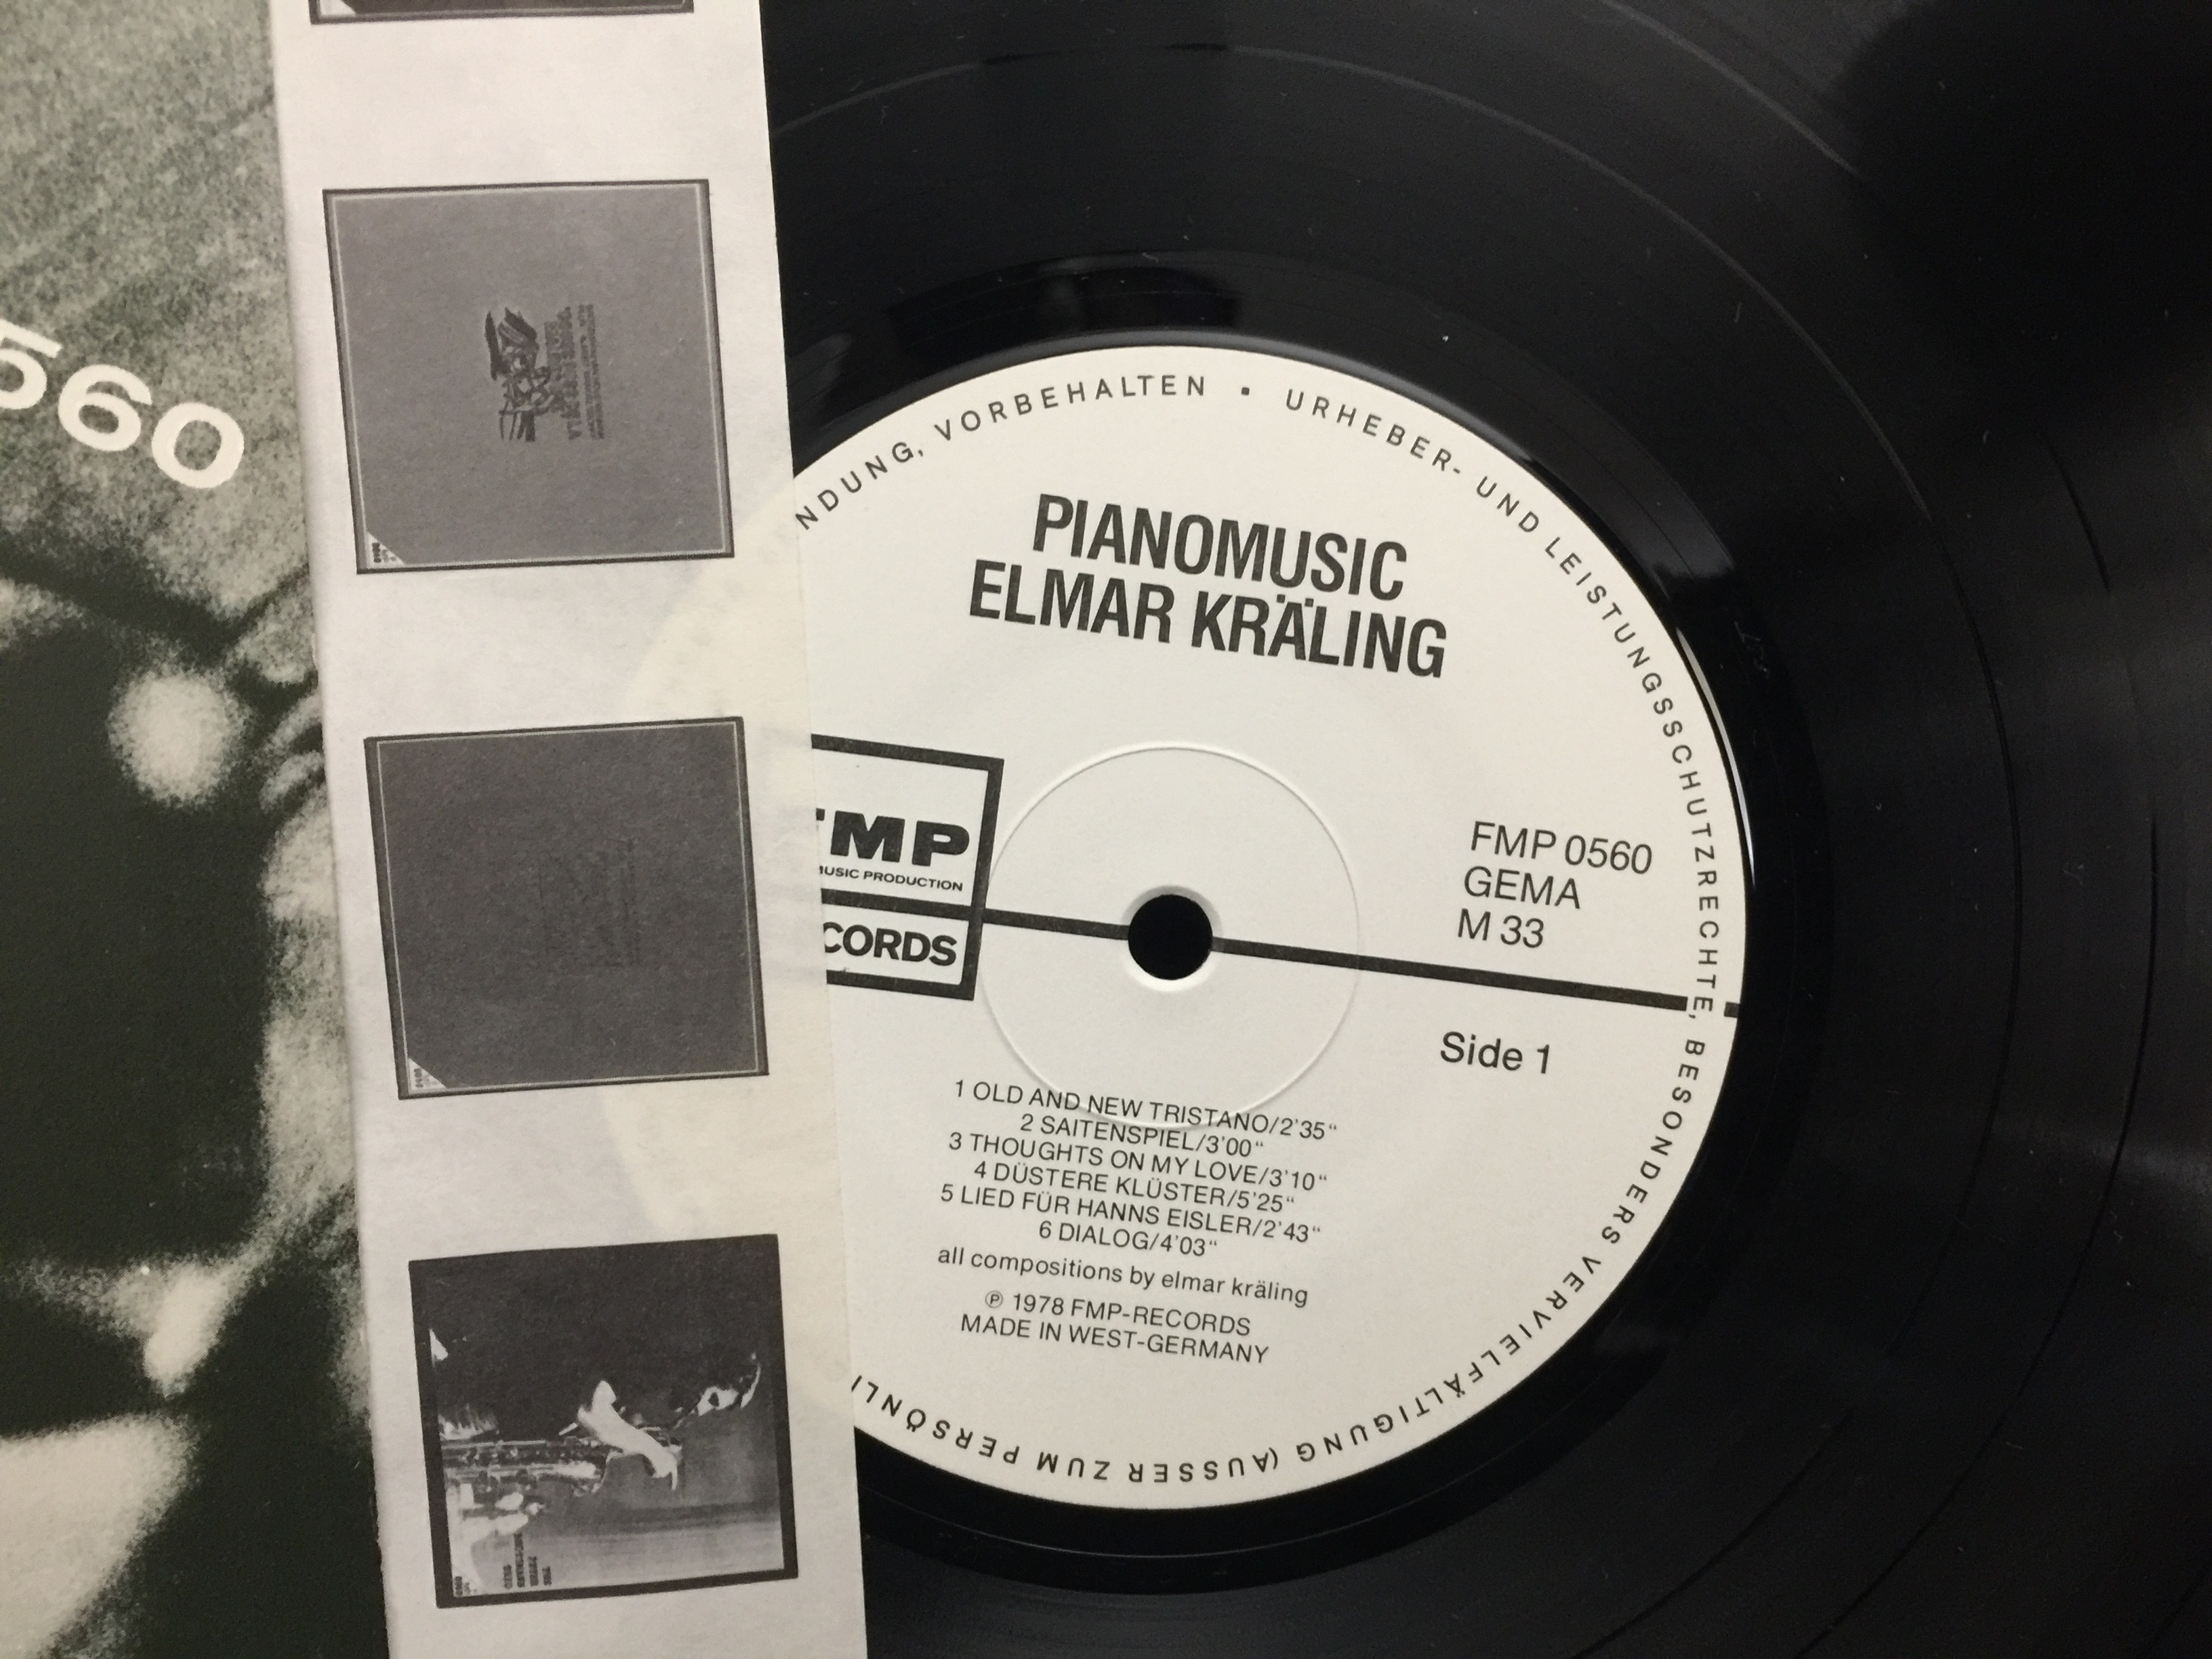 560
NDUNG, VORBEHALTEN • URHEBER- UND LEISTUNGSSCHUTZRECHTE, BESONDERS VERVIELFÄLTIGUNG (AUSSER ZUM PERSÖNLI
PIANOMUSIC
ELMAR KRÄLING
FMP 0560
GEMA
M 33
MP
MUSIC PRODUCTION
CORDS
Side 1
1 OLD AND NEW TRISTANO/2'35“
2 SAITENSPIEL/3'00“
3 THOUGHTS ON MY LOVE/3'10“
4 DÜSTERE KLÜSTER/5'25“
5 LIED FÜR HANNS EISLER/2'43“
6 DIALOG/4'03“
all compositions by elmar kräling
℗ 1978 FMP-RECORDS
MADE IN WEST-GERMANY